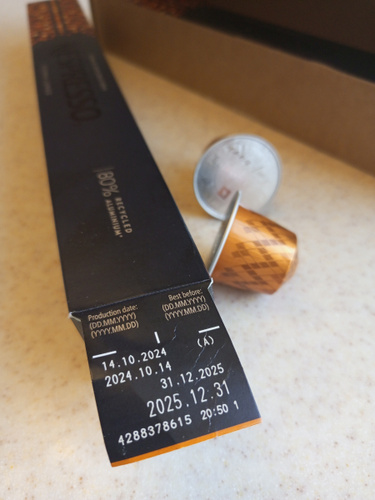 NESPRESSO
80% RECYCLED
ALUMINIUM*
Production date:
(DD.MM.YYYY)
(YYYY.MM.DD)
Best before:
(DD.MM.YYYY)
(YYYY.MM.DD)
14.10.2024
(A)
2024.10.14
31.12.2025
2025.12.31
4288378615 20:50 1